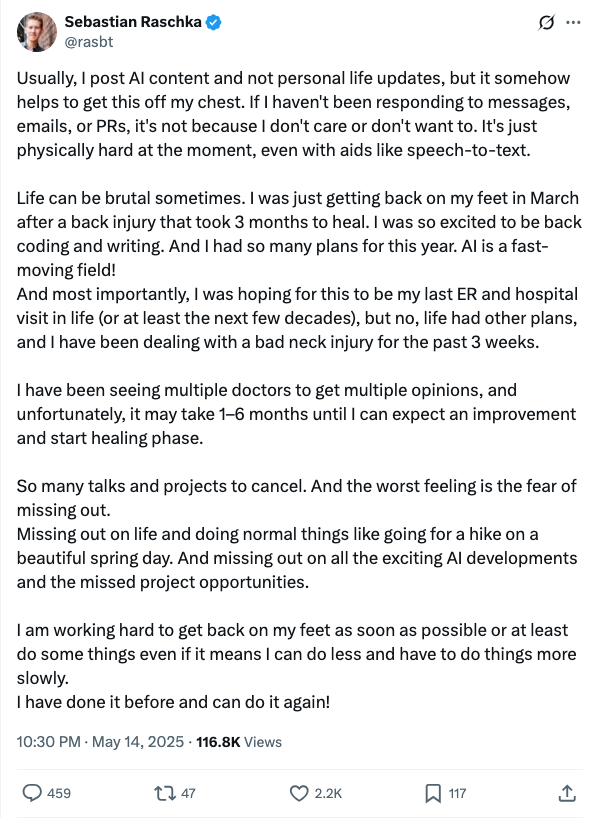 Sebastian Raschka
@rasbt
Usually, I post AI content and not personal life updates, but it somehow
helps to get this off my chest. If I haven't been responding to messages,
emails, or PRs, it's not because I don't care or don't want to. It's just
physically hard at the moment, even with aids like speech-to-text.
Life can be brutal sometimes. I was just getting back on my feet in March
after a back injury that took 3 months to heal. I was so excited to be back
coding and writing. And I had so many plans for this year. AI is a fast-
moving field!
And most importantly, I was hoping for this to be my last ER and hospital
visit in life (or at least the next few decades), but no, life had other plans,
and I have been dealing with a bad neck injury for the past 3 weeks.
I have been seeing multiple doctors to get multiple opinions, and
unfortunately, it may take 1–6 months until I can expect an improvement
and start healing phase.
So many talks and projects to cancel. And the worst feeling is the fear of
missing out.
Missing out on life and doing normal things like going for a hike on a
beautiful spring day. And missing out on all the exciting AI developments
and the missed project opportunities.
I am working hard to get back on my feet as soon as possible or at least
do some things even if it means I can do less and have to do things more
slowly.
I have done it before and can do it again!
10:30 PM · May 14, 2025 · 116.8K Views
459 47 2.2K 117